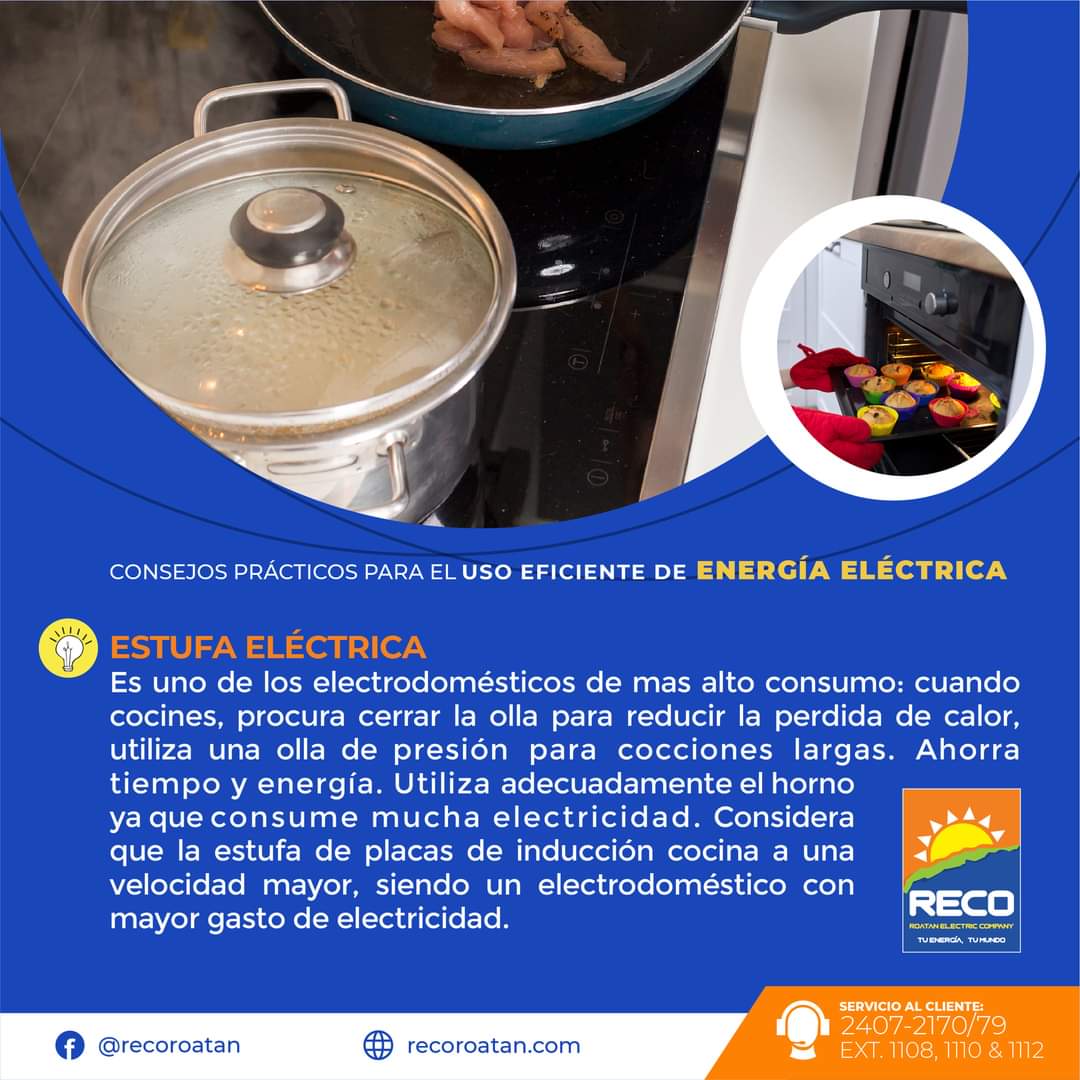 CONSEJOS PRÁCTICOS PARA EL USO EFICIENTE DE ENERGÍA ELÉCTRICA
ESTUFA ELÉCTRICA
Es uno de los electrodomésticos de mas alto consumo: cuando
cocines, procura cerrar la olla para reducir la perdida de calor,
utiliza una olla de presión para cocciones largas. Ahorra
tiempo y energía. Utiliza adecuadamente el horno
ya que consume mucha electricidad. Considera
que la estufa de placas de inducción cocina a una
velocidad mayor, siendo un electrodoméstico con
mayor gasto de electricidad.
RECO
ROATAN ELECTRIC COMPANY
TU ENERGÍA, TU MUNDO
@recoroatan
recoroatan.com
SERVICIO AL CLIENTE:
2407-2170/79
EXT. 1108, 1110 & 1112